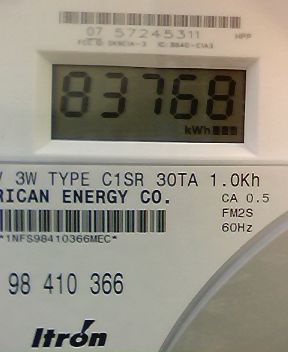 07 57245311
83768
kWh
3W TYPE C1SR 30TA 1.0Kh
RICAN ENERGY CO.
CA 0.5
FM2S
60Hz
*1NFS98410366MEC*
98 410 366
Itrón